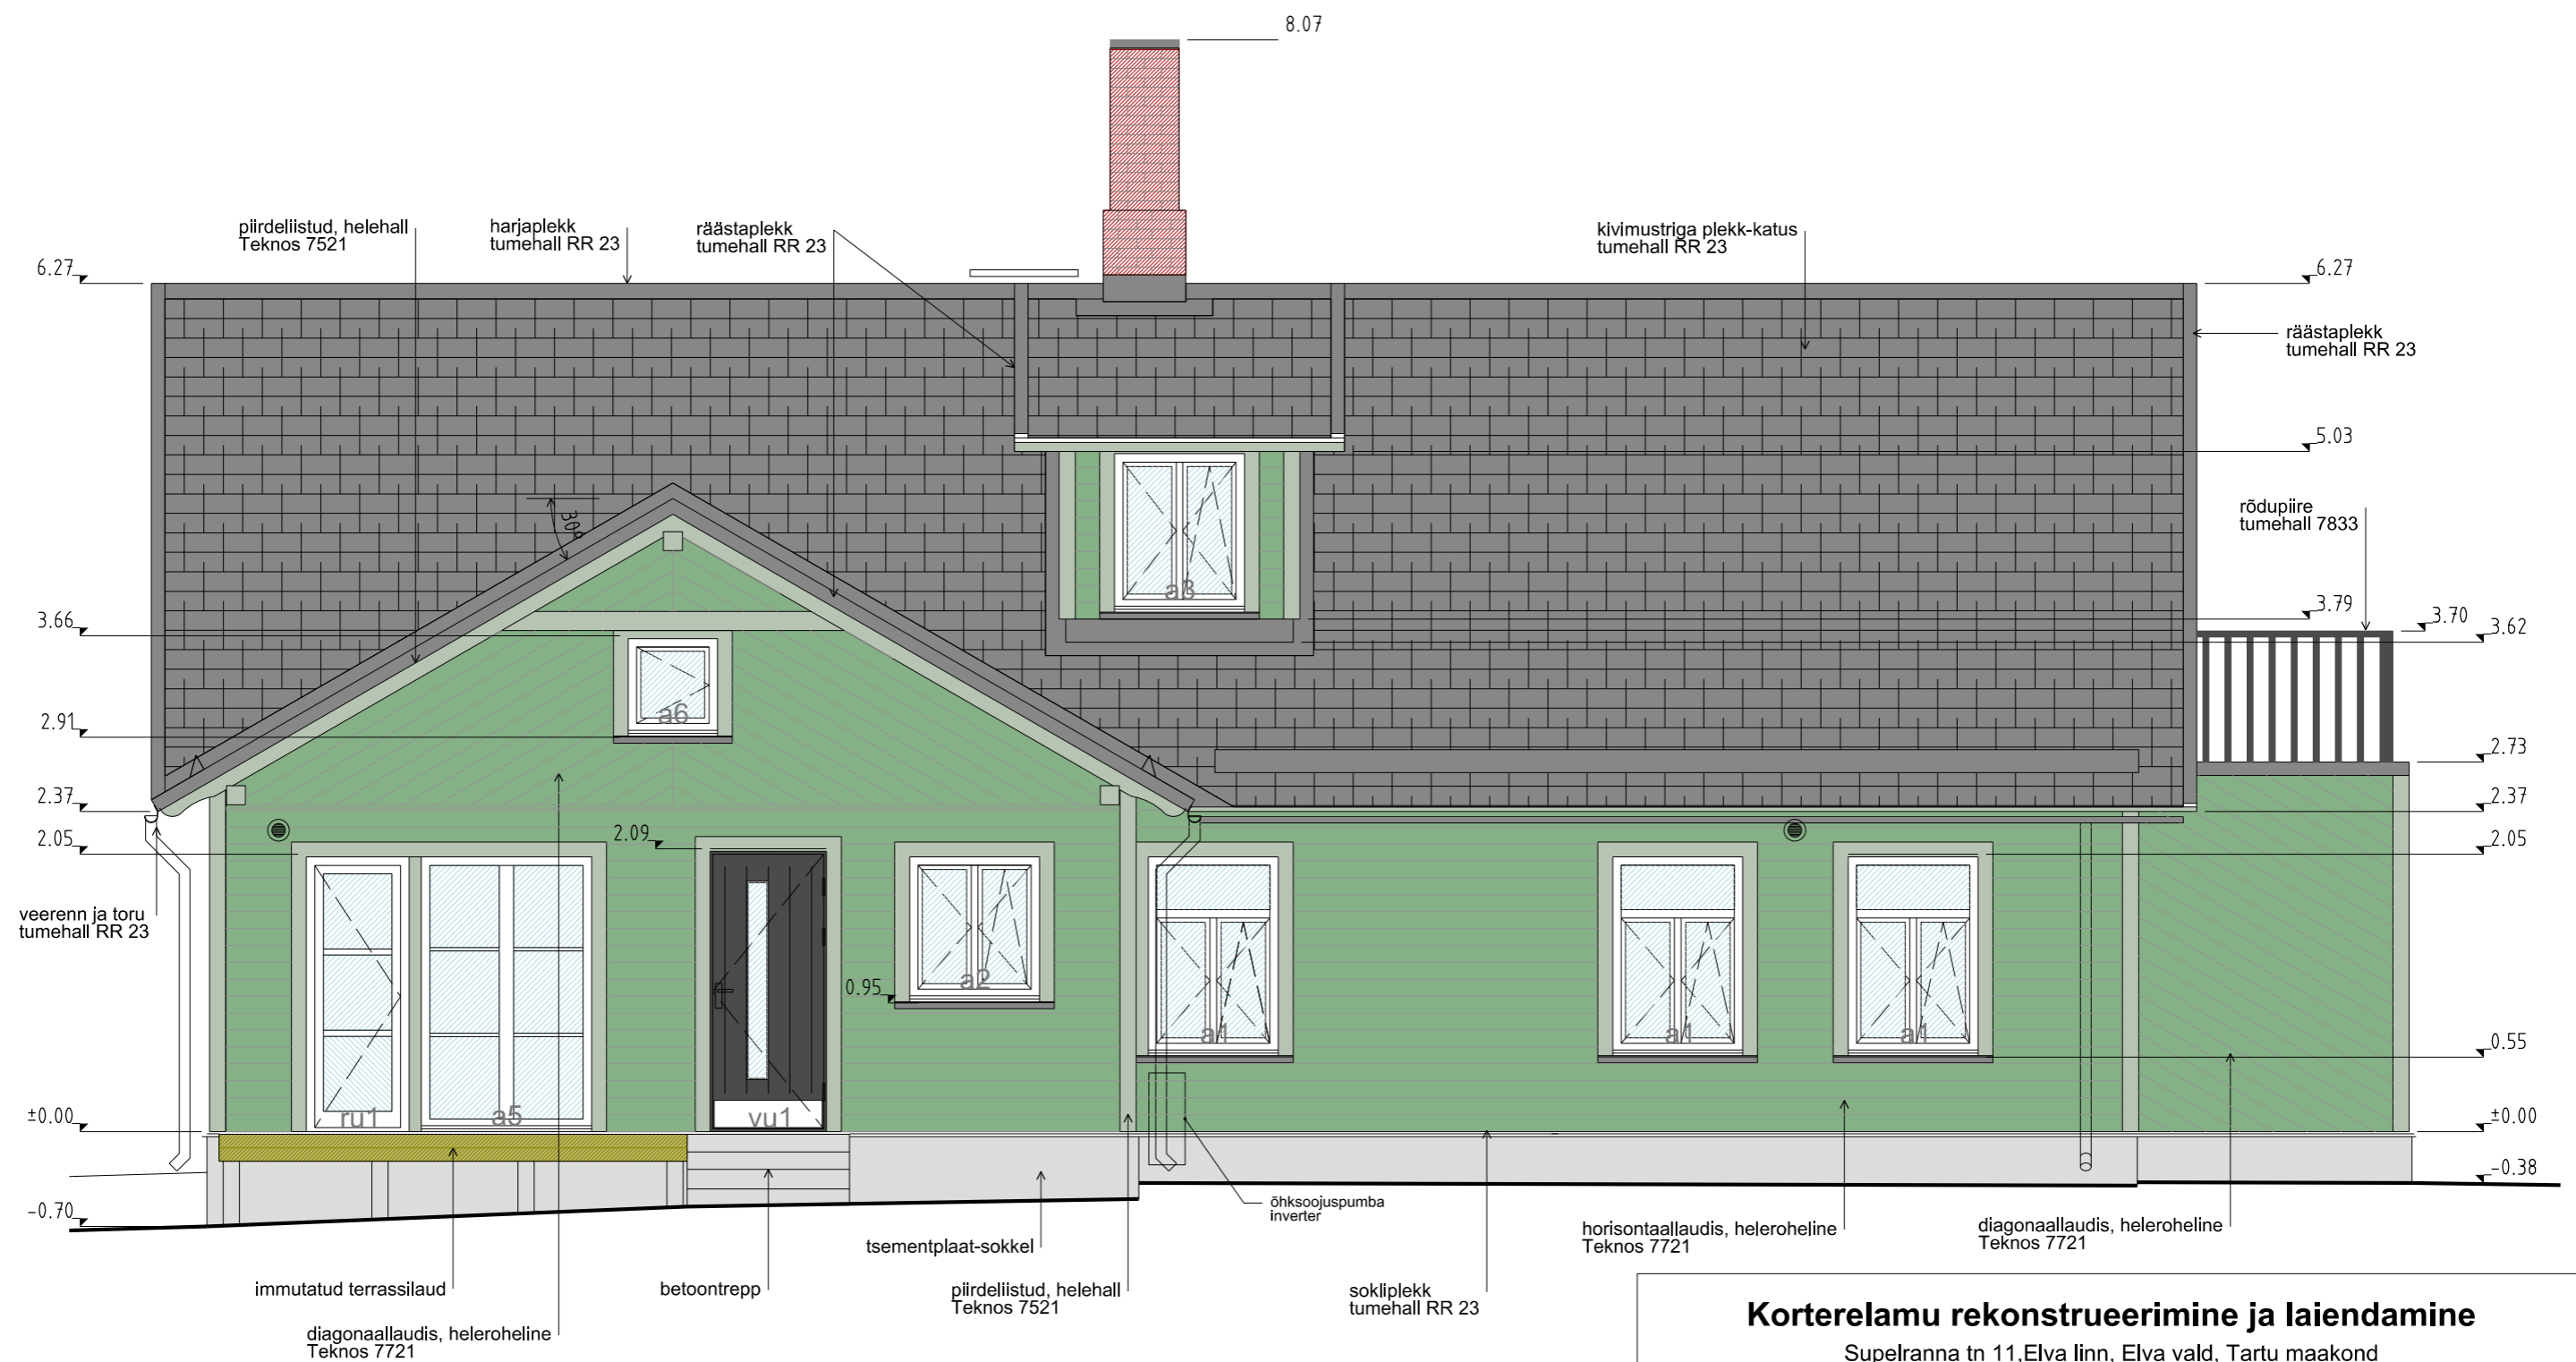 8.07
piirdeliistud, helehall
Teknos 7521
harjaplekk
tumehall RR 23
räästaplekk
tumehall RR 23
kivimustriga plekk-katus
tumehall RR 23
6.27
6.27
räästaplekk
tumehall RR 23
5.03
rõdupiire
tumehall 7833
30°
a3
3.66
3.79
3.70
3.62
a6
2.91
2.73
2.37
2.37
2.05
2.09
2.05
veerenn ja toru
tumehall RR 23
0.95
a2
a1
a1
a1
0.55
±0.00
ru1
a5
vu1
±0.00
-0.38
-0.70
õhksoojuspumba
inverter
tsementplaat-sokkel
horisontaallaudis, heleroheline
Teknos 7721
diagonaallaudis, heleroheline
Teknos 7721
immutatud terrassilaud
betoontrepp
piirdeliistud, helehall
Teknos 7521
sokliplekk
tumehall RR 23
diagonaallaudis, heleroheline
Teknos 7721
Korterelamu rekonstrueerimine ja laiendamine
Supelranna tn 11,Elva linn, Elva vald, Tartu maakond